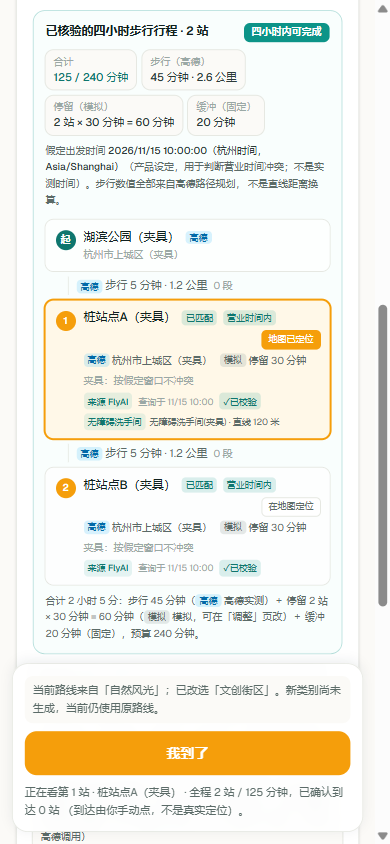 已核验的四小时步行行程 · 2 站
四小时内可完成
合计
125 / 240 分钟
步行（高德）
45 分钟 · 2.6 公里
停留（模拟）
2 站 × 30 分钟 = 60 分钟
缓冲（固定）
20 分钟
假定出发时间 2026/11/15 10:00:00（杭州时间，
Asia/Shanghai）（产品设定，用于判断营业时间冲突；不是实
测时间）。步行数值全部来自高德路径规划， 不是直线距离换
算。
起
湖滨公园（夹具）
高德
杭州市上城区（夹具）
高德 步行 5 分钟 · 1.2 公里 0 段
1
桩站点A（夹具）
已匹配
营业时间内
地图已定位
高德 杭州市上城区（夹具）
模拟 停留 30 分钟
夹具：按假定窗口不冲突
来源 FlyAI
查询于 11/15 10:00
✓已核验
无障碍洗手间
无障碍洗手间(夹具) · 直线 120 米
高德 步行 5 分钟 · 1.2 公里 0 段
2
桩站点B（夹具）
已匹配
营业时间内
在地图定位
高德 杭州市上城区（夹具）
模拟 停留 30 分钟
夹具：按假定窗口不冲突
来源 FlyAI
查询于 11/15 10:00
✓已核验
合计 2 小时 5 分：步行 45 分钟（ 高德 高德实测）+ 停留 2 站
× 30 分钟 = 60 分钟（ 模拟 模拟，可在「调整」页改）+ 缓冲
20 分钟（固定），预算 240 分钟。
当前路线来自「自然风光」；已改选「文创街区」。新类别尚未
生成，当前仍使用原路线。
我到了
正在看第 1 站 · 桩站点A（夹具） · 全程 2 站 / 125 分钟，已确认到
达 0 站 （到达由你手动点，不是真实定位）。
高德调用）